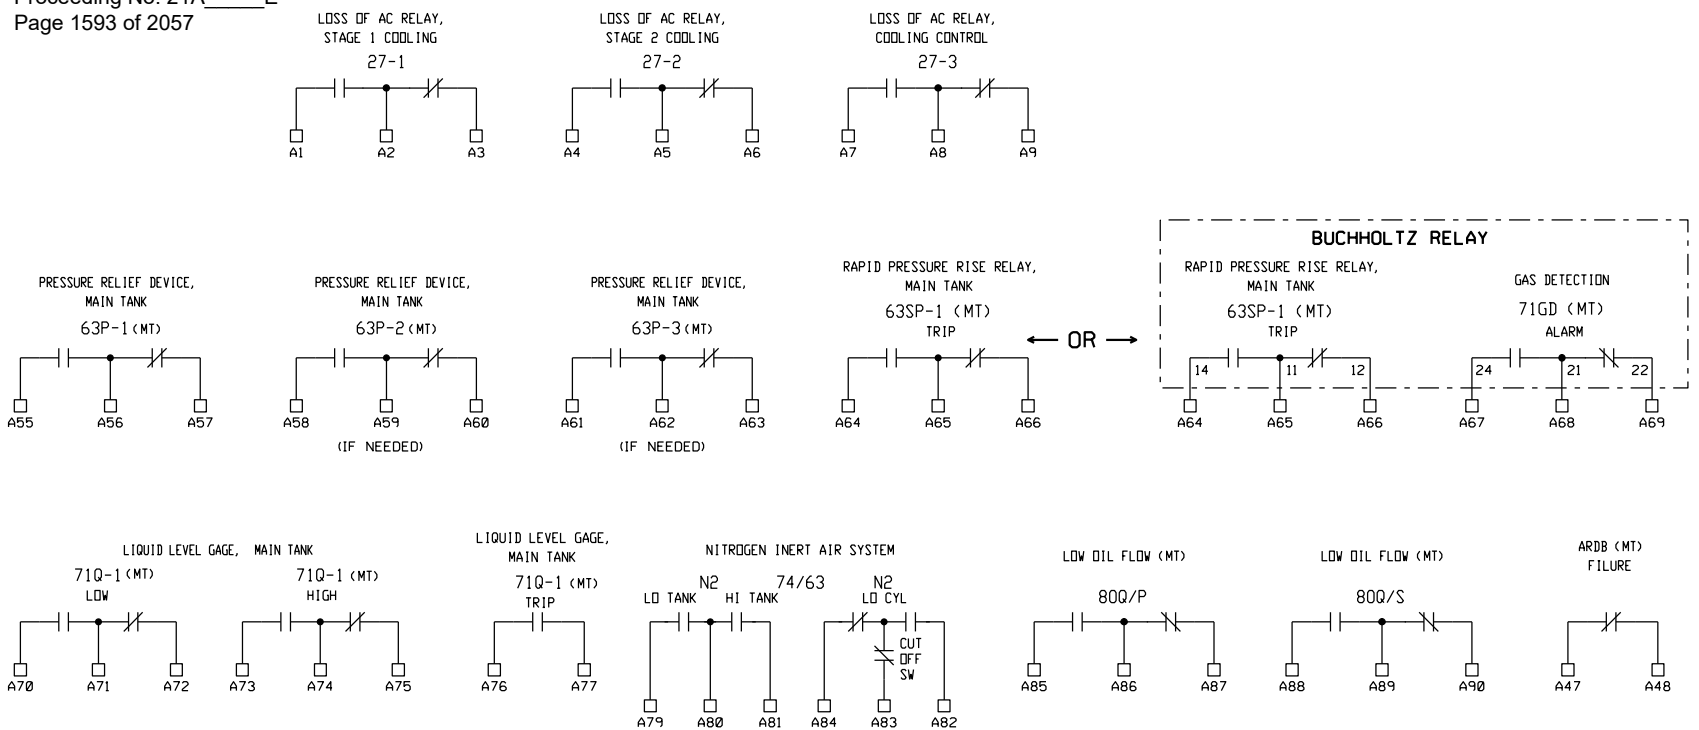 Proceeding No. 21A_____E
Page 1593 of 2057
LOSS OF AC RELAY,
STAGE 1 COOLING
27-1
A1 A2 A3
LOSS OF AC RELAY,
STAGE 2 COOLING
27-2
A4 A5 A6
LOSS OF AC RELAY,
COOLING CONTROL
27-3
A7 A8 A9
PRESSURE RELIEF DEVICE,
MAIN TANK
63P-1 (MT)
A55 A56 A57
PRESSURE RELIEF DEVICE,
MAIN TANK
63P-2 (MT)
A58 A59 A60
(IF NEEDED)
PRESSURE RELIEF DEVICE,
MAIN TANK
63P-3 (MT)
A61 A62 A63
(IF NEEDED)
RAPID PRESSURE RISE RELAY,
MAIN TANK
63SP-1 (MT)
TRIP
A64 A65 A66
OR
BUCHHOLTZ RELAY
RAPID PRESSURE RISE RELAY,
MAIN TANK
63SP-1 (MT)
TRIP
14 11 12
A64 A65 A66
GAS DETECTION
71GD (MT)
ALARM
24 21 22
A67 A68 A69
LIQUID LEVEL GAGE, MAIN TANK
71Q-1 (MT)
LOW
A70 A71 A72
71Q-1 (MT)
HIGH
A73 A74 A75
LIQUID LEVEL GAGE,
MAIN TANK
71Q-1 (MT)
TRIP
A76 A77
NITROGEN INERT AIR SYSTEM
N2 74/63 N2
LO TANK HI TANK LO CYL
CUT
OFF
SW
A79 A80 A81 A84 A83 A82
LOW OIL FLOW (MT)
80Q/P
A85 A86 A87
LOW OIL FLOW (MT)
80Q/S
A88 A89 A90
ARDB (MT)
FILURE
A47 A48